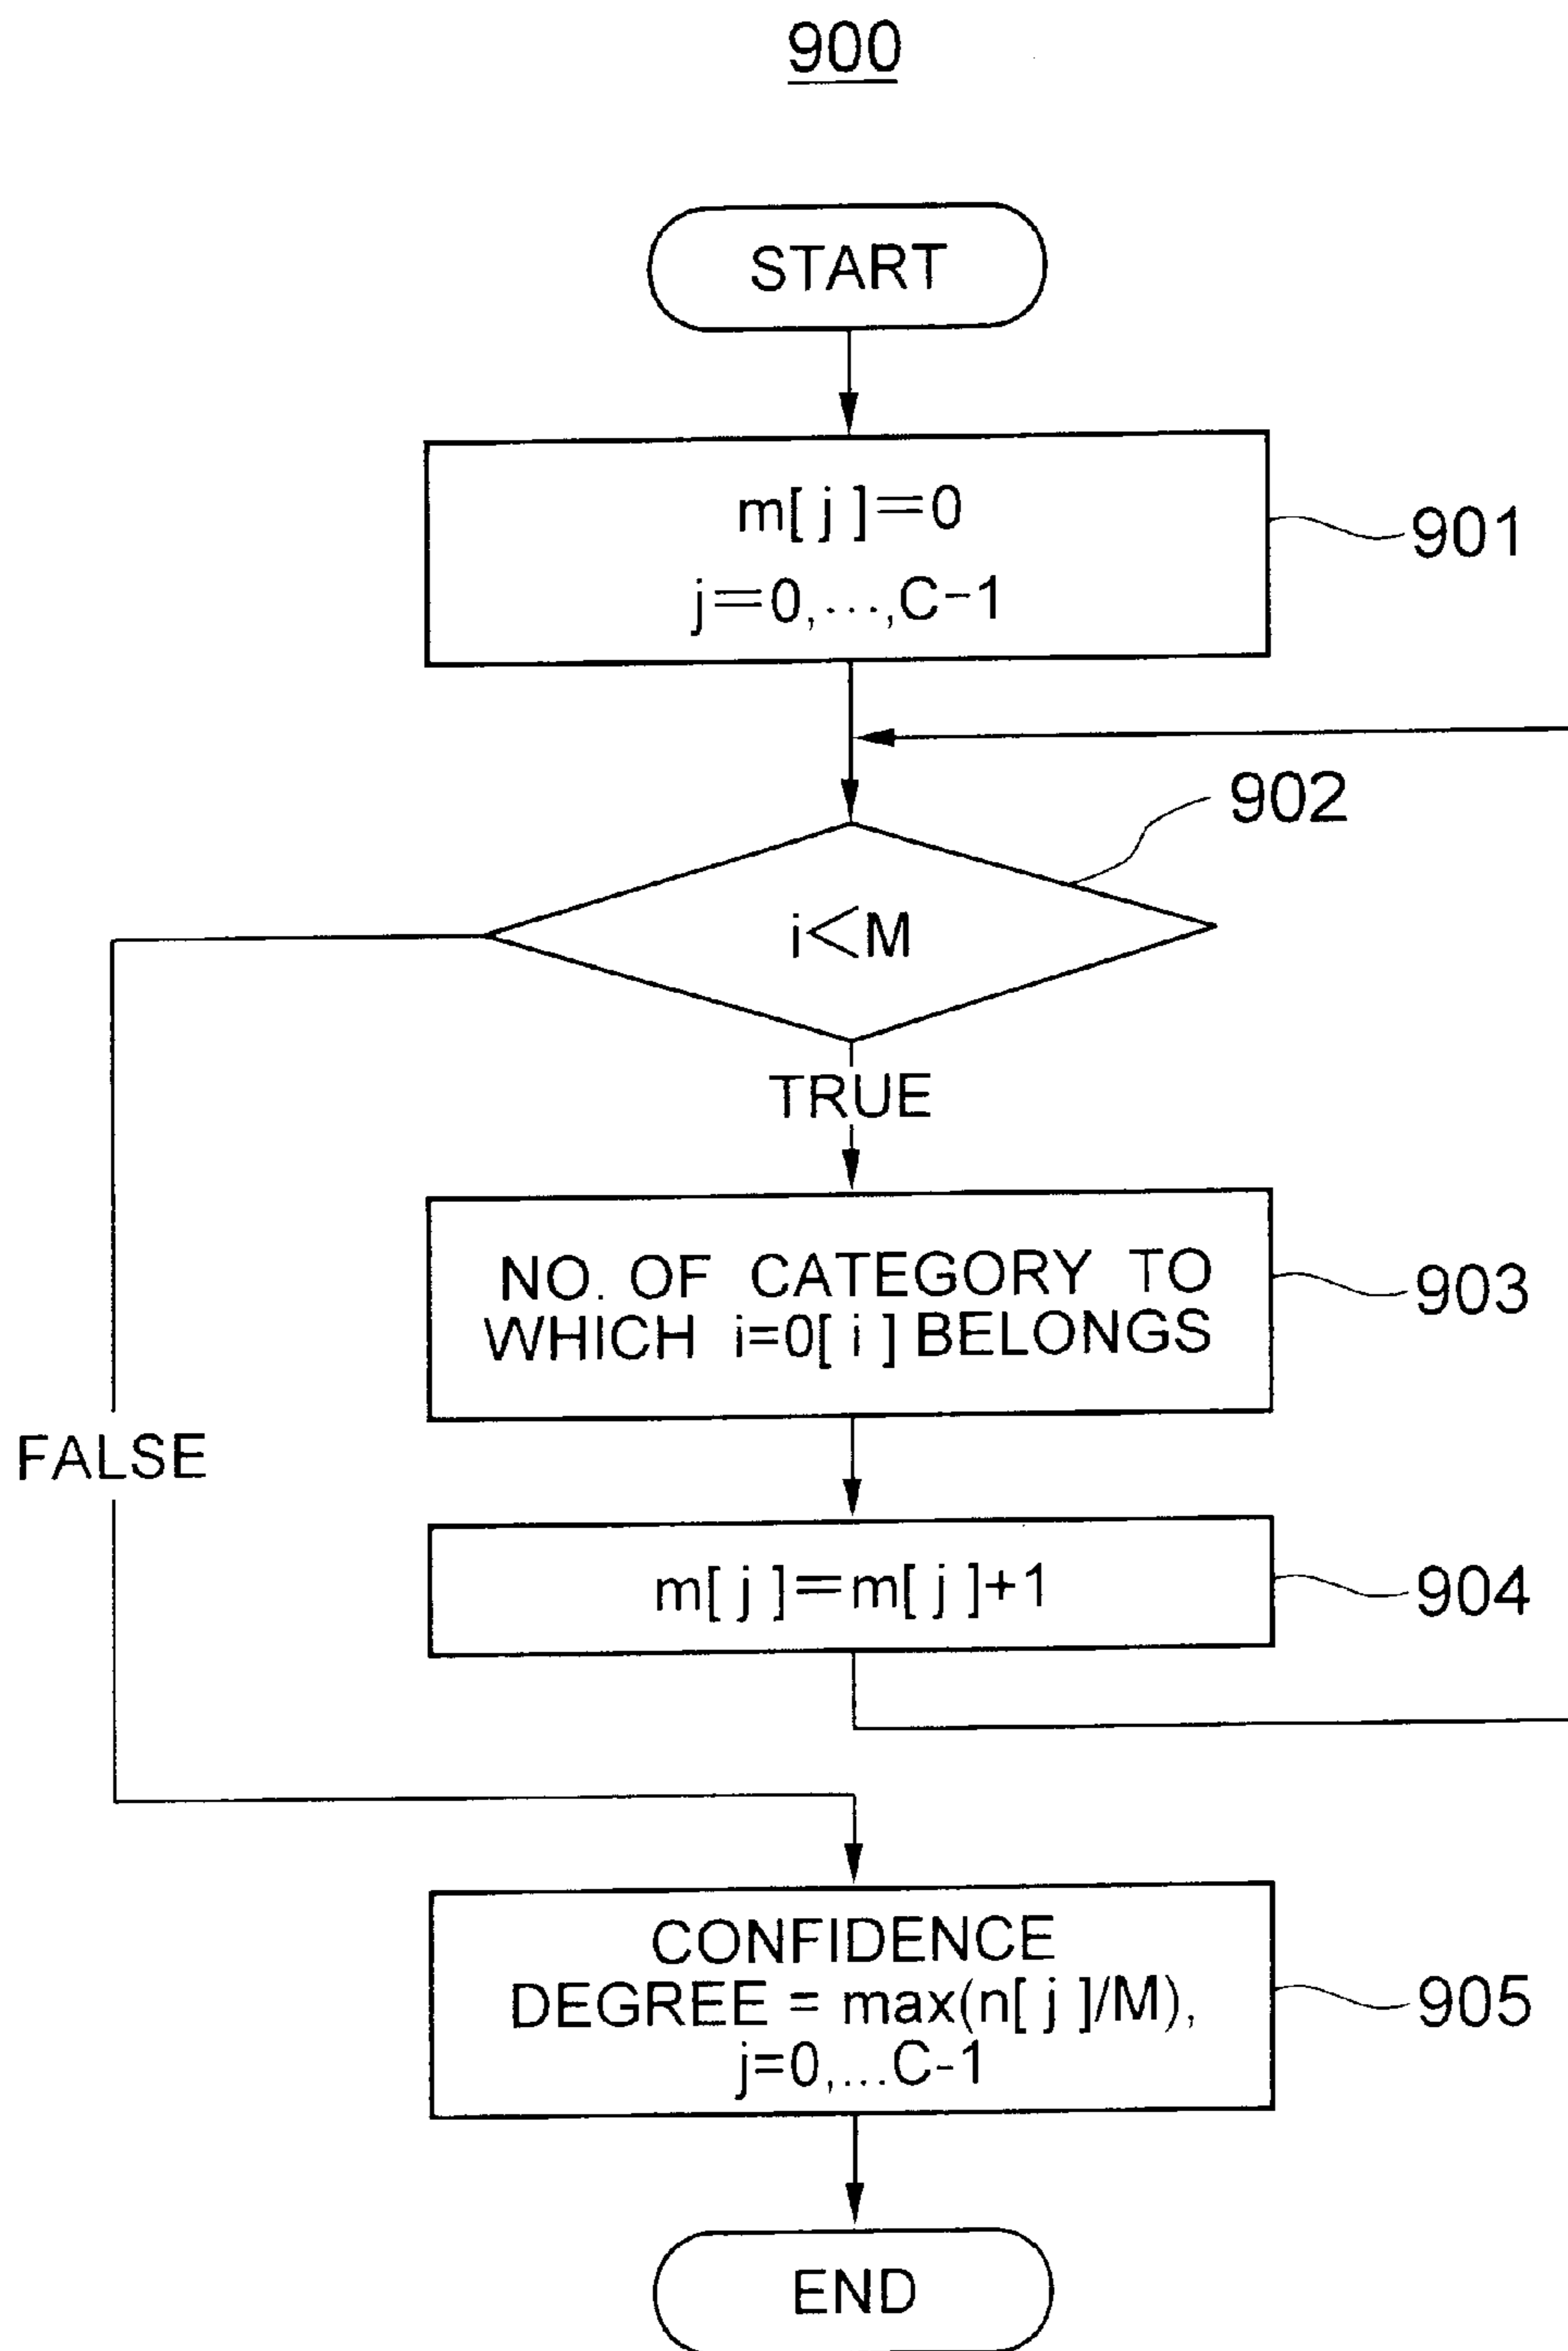 900
START
m[ j ]=0
j=0,···,C-1
901
902
i<M
TRUE
NO. OF CATEGORY TO
WHICH i=0[ i ] BELONGS
903
FALSE
m[ j ]=m[ j ]+1
904
CONFIDENCE
DEGREE = max(n[ j ]/M),
j=0,...C-1
905
END